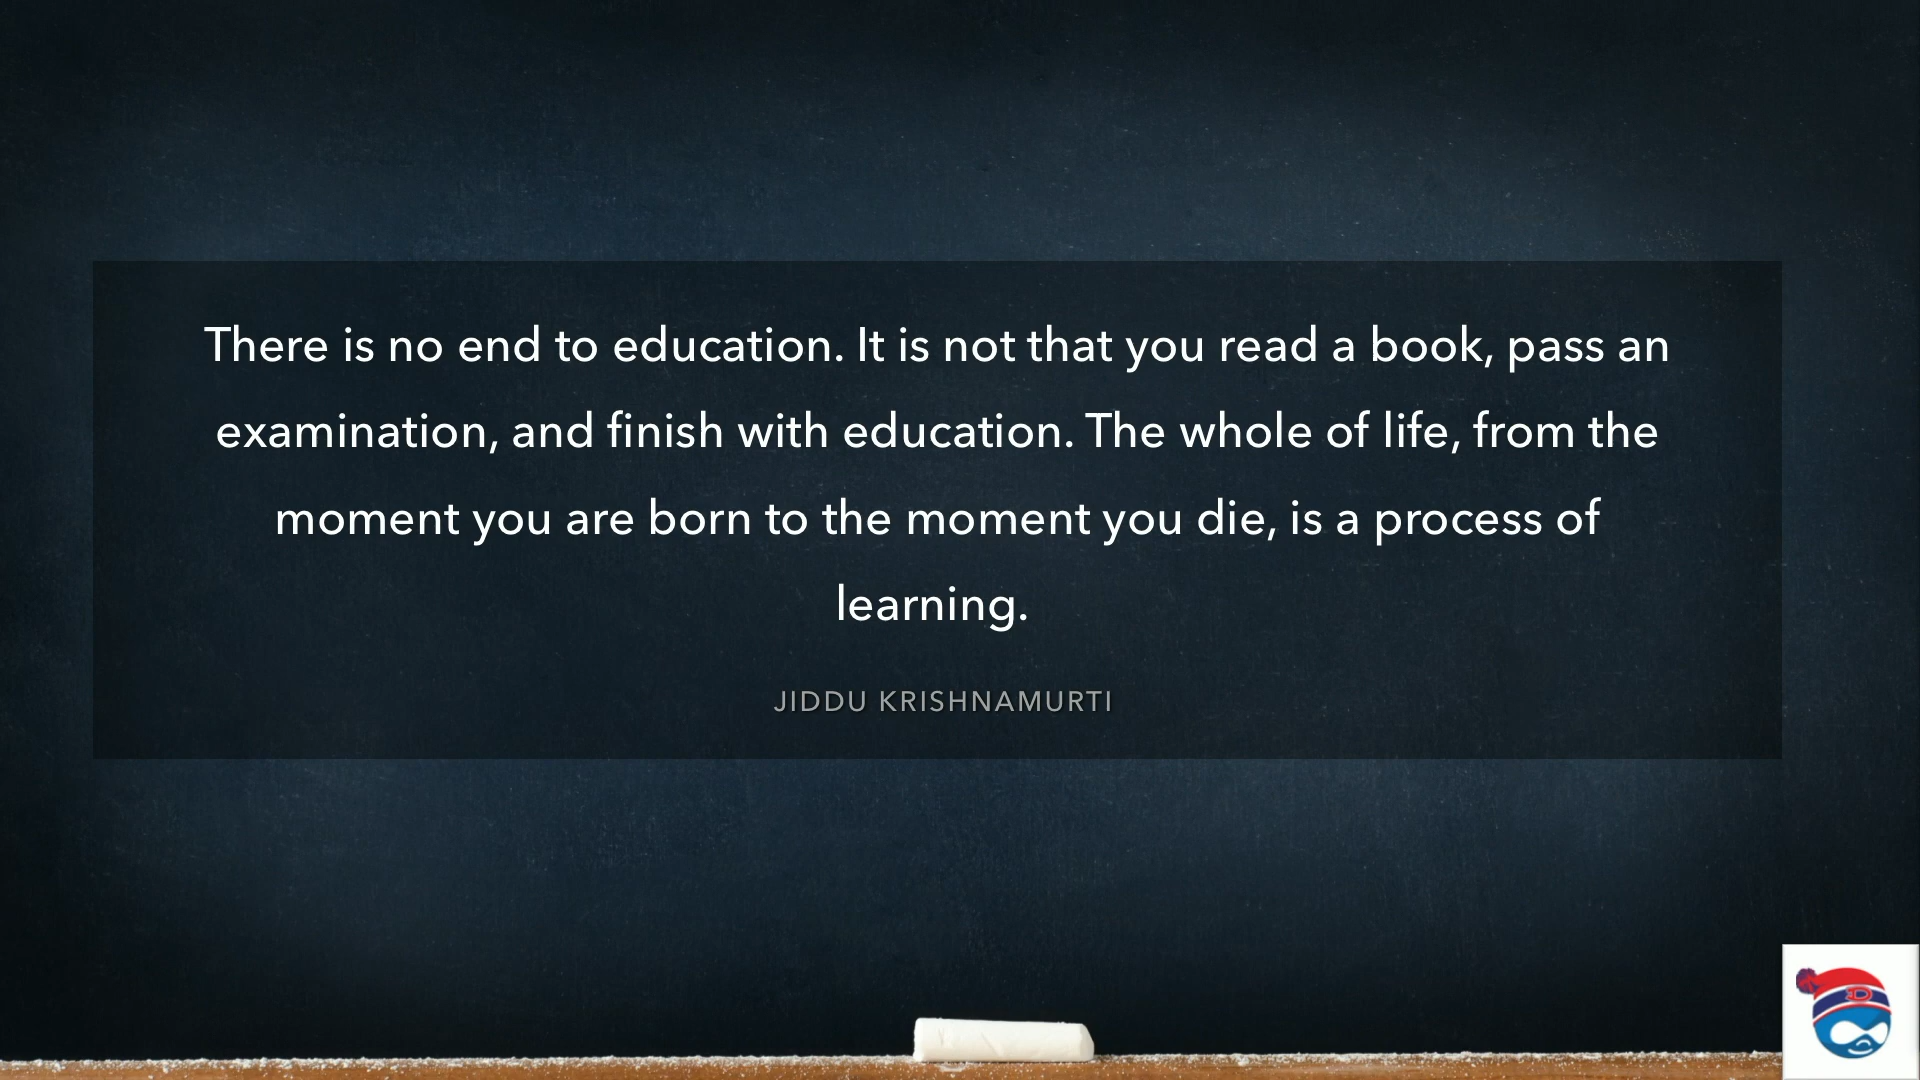 There is no end to education. It is not that you read a book, pass an
examination, and finish with education. The whole of life, from the
moment you are born to the moment you die, is a process of
learning.
JIDDU KRISHNAMURTI